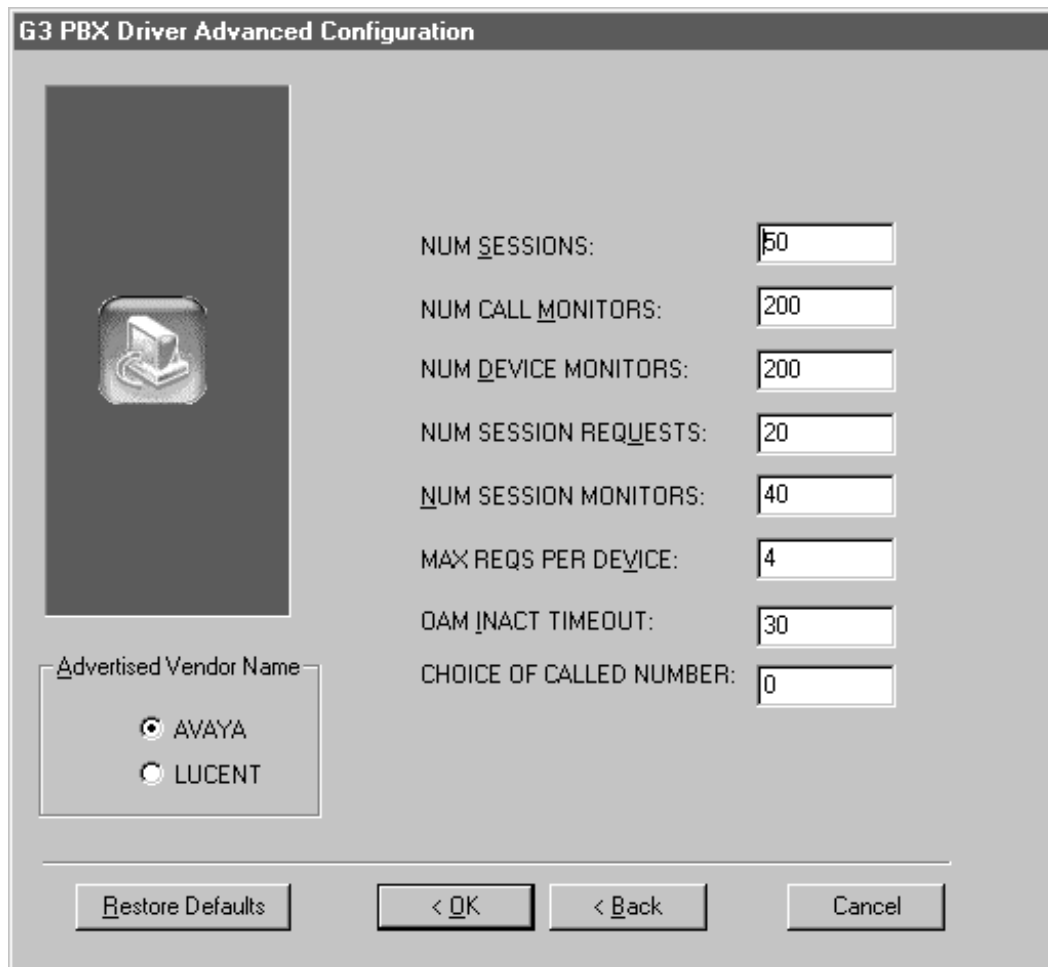 G3 PBX Driver Advanced Configuration
NUM SESSIONS: 50
NUM CALL MONITORS: 200
NUM DEVICE MONITORS: 200
NUM SESSION REQUESTS: 20
NUM SESSION MONITORS: 40
MAX REQS PER DEVICE: 4
OAM INACT TIMEOUT: 30
CHOICE OF CALLED NUMBER: 0
Advertised Vendor Name
AVAYA
LUCENT
Restore Defaults
< OK
< Back
Cancel